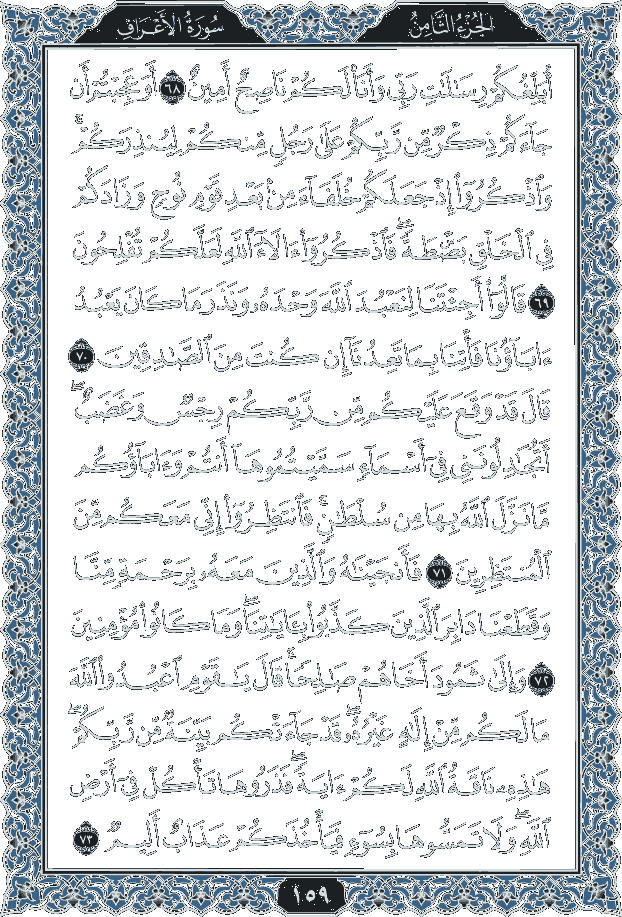 الجزء الثامن
سورة الأعراف
أُبَلِّغُكُمْ رِسَٰلَٰتِ رَبِّى وَأَنَا۠ لَكُمْ نَاصِحٌ أَمِينٌ ٦٨ أَوَعَجِبْتُمْ أَن
جَآءَكُمْ ذِكْرٌ مِّن رَّبِّكُمْ عَلَىٰ رَجُلٍ مِّنكُمْ لِيُنذِرَكُمْ ۚ
وَٱذْكُرُوٓا۟ إِذْ جَعَلَكُمْ خُلَفَآءَ مِنۢ بَعْدِ قَوْمِ نُوحٍ وَزَادَكُمْ
فِى ٱلْخَلْقِ بَصْۜطَةً ۖ فَٱذْكُرُوٓا۟ ءَالَآءَ ٱللَّهِ لَعَلَّكُمْ تُفْلِحُونَ
٦٩ قَالُوٓا۟ أَجِئْتَنَا لِنَعْبُدَ ٱللَّهَ وَحْدَهُۥ وَنَذَرَ مَا كَانَ يَعْبُدُ
ءَابَآؤُنَا فَأْتِنَا بِمَا تَعِدُنَآ إِن كُنتَ مِنَ ٱلصَّٰدِقِينَ ٧٠
قَالَ قَدْ وَقَعَ عَلَيْكُم مِّن رَّبِّكُمْ رِجْسٌ وَغَضَبٌ ۖ
أَتُجَٰدِلُونَنِى فِىٓ أَسْمَآءٍ سَمَّيْتُمُوهَآ أَنتُمْ وَءَابَآؤُكُم
مَّا نَزَّلَ ٱللَّهُ بِهَا مِن سُلْطَٰنٍ ۚ فَٱنتَظِرُوٓا۟ إِنِّى مَعَكُم مِّنَ
ٱلْمُنتَظِرِينَ ٧١ فَأَنجَيْنَٰهُ وَٱلَّذِينَ مَعَهُۥ بِرَحْمَةٍ مِّنَّا
وَقَطَعْنَا دَابِرَ ٱلَّذِينَ كَذَّبُوا۟ بِـَٔايَٰتِنَا ۖ وَمَا كَانُوا۟ مُؤْمِنِينَ
٧٢ وَإِلَىٰ ثَمُودَ أَخَاهُمْ صَٰلِحًا ۗ قَالَ يَٰقَوْمِ ٱعْبُدُوا۟ ٱللَّهَ
مَا لَكُم مِّنْ إِلَٰهٍ غَيْرُهُۥ ۖ قَدْ جَآءَتْكُم بَيِّنَةٌ مِّن رَّبِّكُمْ ۖ
هَٰذِهِۦ نَاقَةُ ٱللَّهِ لَكُمْ ءَايَةً ۖ فَذَرُوهَا تَأْكُلْ فِىٓ أَرْضِ
ٱللَّهِ ۖ وَلَا تَمَسُّوهَا بِسُوٓءٍ فَيَأْخُذَكُمْ عَذَابٌ أَلِيمٌ ٧٣
١٥٩